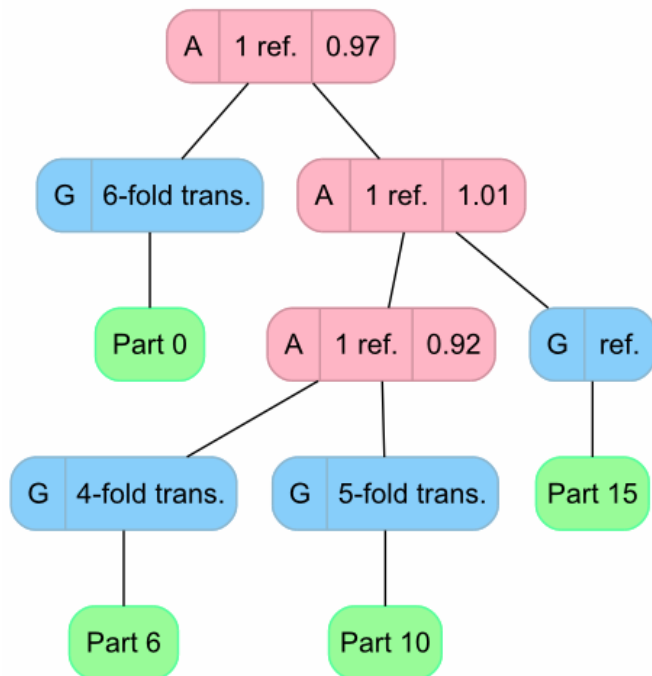 A 1 ref. 0.97
G 6-fold trans.
A 1 ref. 1.01
Part 0
A 1 ref. 0.92
G ref.
G 4-fold trans.
G 5-fold trans.
Part 15
Part 6
Part 10